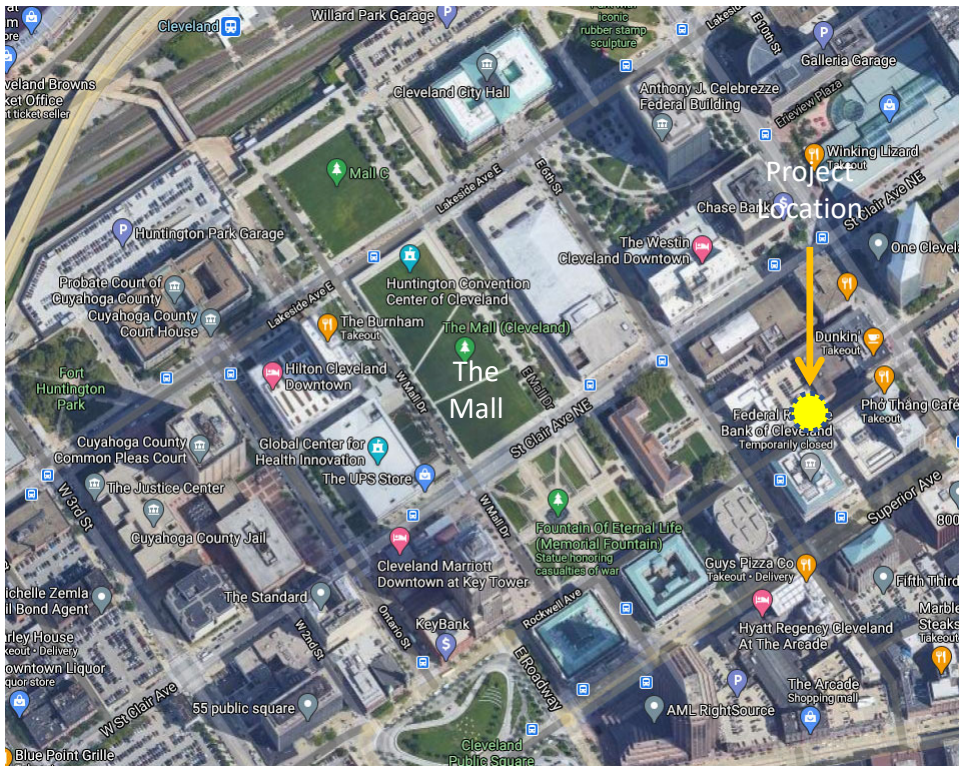 Willard Park Garage
Cleveland
iconic
rubber stamp
sculpture
Lakeside
E 10th St
Galleria Garage
Cleveland City Hall
Anthony J. Celebrezze
Federal Building
Erieview Plaza
veland Browns
ket Office
nt ticket seller
Mall C
Lakeside Ave E
E 6th St
Winking Lizard
Takeout
Project
Location
Chase Bank
St Clair Ave NE
Huntington Park Garage
The Westin
Cleveland Downtown
One Clevela
Probate Court of
Cuyahoga County
Cuyahoga County
Court House
Huntington Convention
Center of Cleveland
Lakeside Ave E
The Burnham
Takeout
The Mall (Cleveland)
Dunkin'
Takeout
The
Mall
Fort
Huntington
Park
Hilton Cleveland
Downtown
W Mall Dr
E Mall Dr
Phở Thắng Café
Takeout
Federal
Bank of Cleveland
Temporarily closed
St Clair Ave NE
Cuyahoga County
Common Pleas Court
Global Center for
Health Innovation
The UPS Store
W 3rd St
The Justice Center
W Mall Dr
Superior Ave
800
Cuyahoga County Jail
Fountain Of Eternal Life
(Memorial Fountain)
Statue honoring
casualties of war
Cleveland Marriott
Downtown at Key Tower
Guys Pizza Co
Takeout • Delivery
Fifth Third
ichelle Zemla
il Bond Agent
The Standard
Rockwell Ave
Marble
Steaks
Takeout
Ontario St
KeyBank
Hyatt Regency Cleveland
At The Arcade
rley House
keout • Delivery
W 2nd St
E Roadway
owntown Liquor
quor store
The Arcade
Shopping mall
W St Clair Ave
55 public square
AML RightSource
Cleveland
Public Square
Blue Point Grille